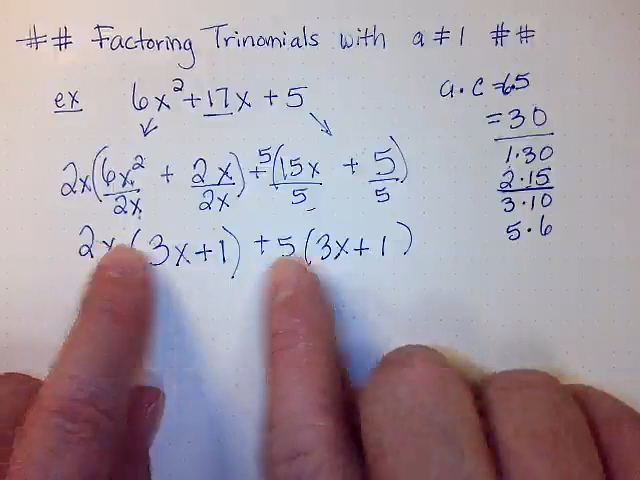 ## Factoring Trinomials with a ≠ 1 ##
ex 6x² + 17x + 5
a · c = 6·5
= 30
1·30
2·15
3·10
5·6
2x(6x²/2x + 2x/2x) + 5(15x/5 + 5/5)
2x(3x+1) + 5(3x+1)